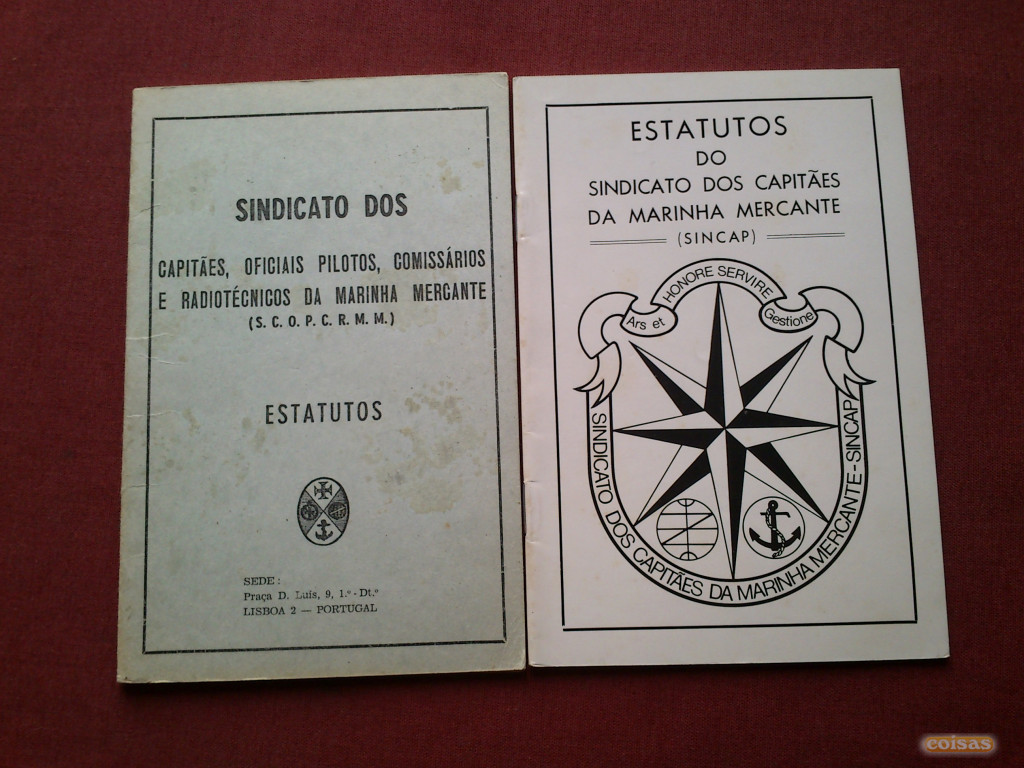 SINDICATO DOS
CAPITÃES, OFICIAIS PILOTOS, COMISSÁRIOS
E RADIOTÉCNICOS DA MARINHA MERCANTE
(S. C. O. P. C. R. M. M.)
ESTATUTOS
SEDE :
Praça D. Luis, 9, 1.º - Dt.º
LISBOA 2 — PORTUGAL
ESTATUTOS
DO
SINDICATO DOS CAPITÃES
DA MARINHA MERCANTE
(SINCAP)
Ars et HONORE SERVIRE Gestione
SINDICATO DOS CAPITÃES DA MARINHA MERCANTE - SINCAP
coisas